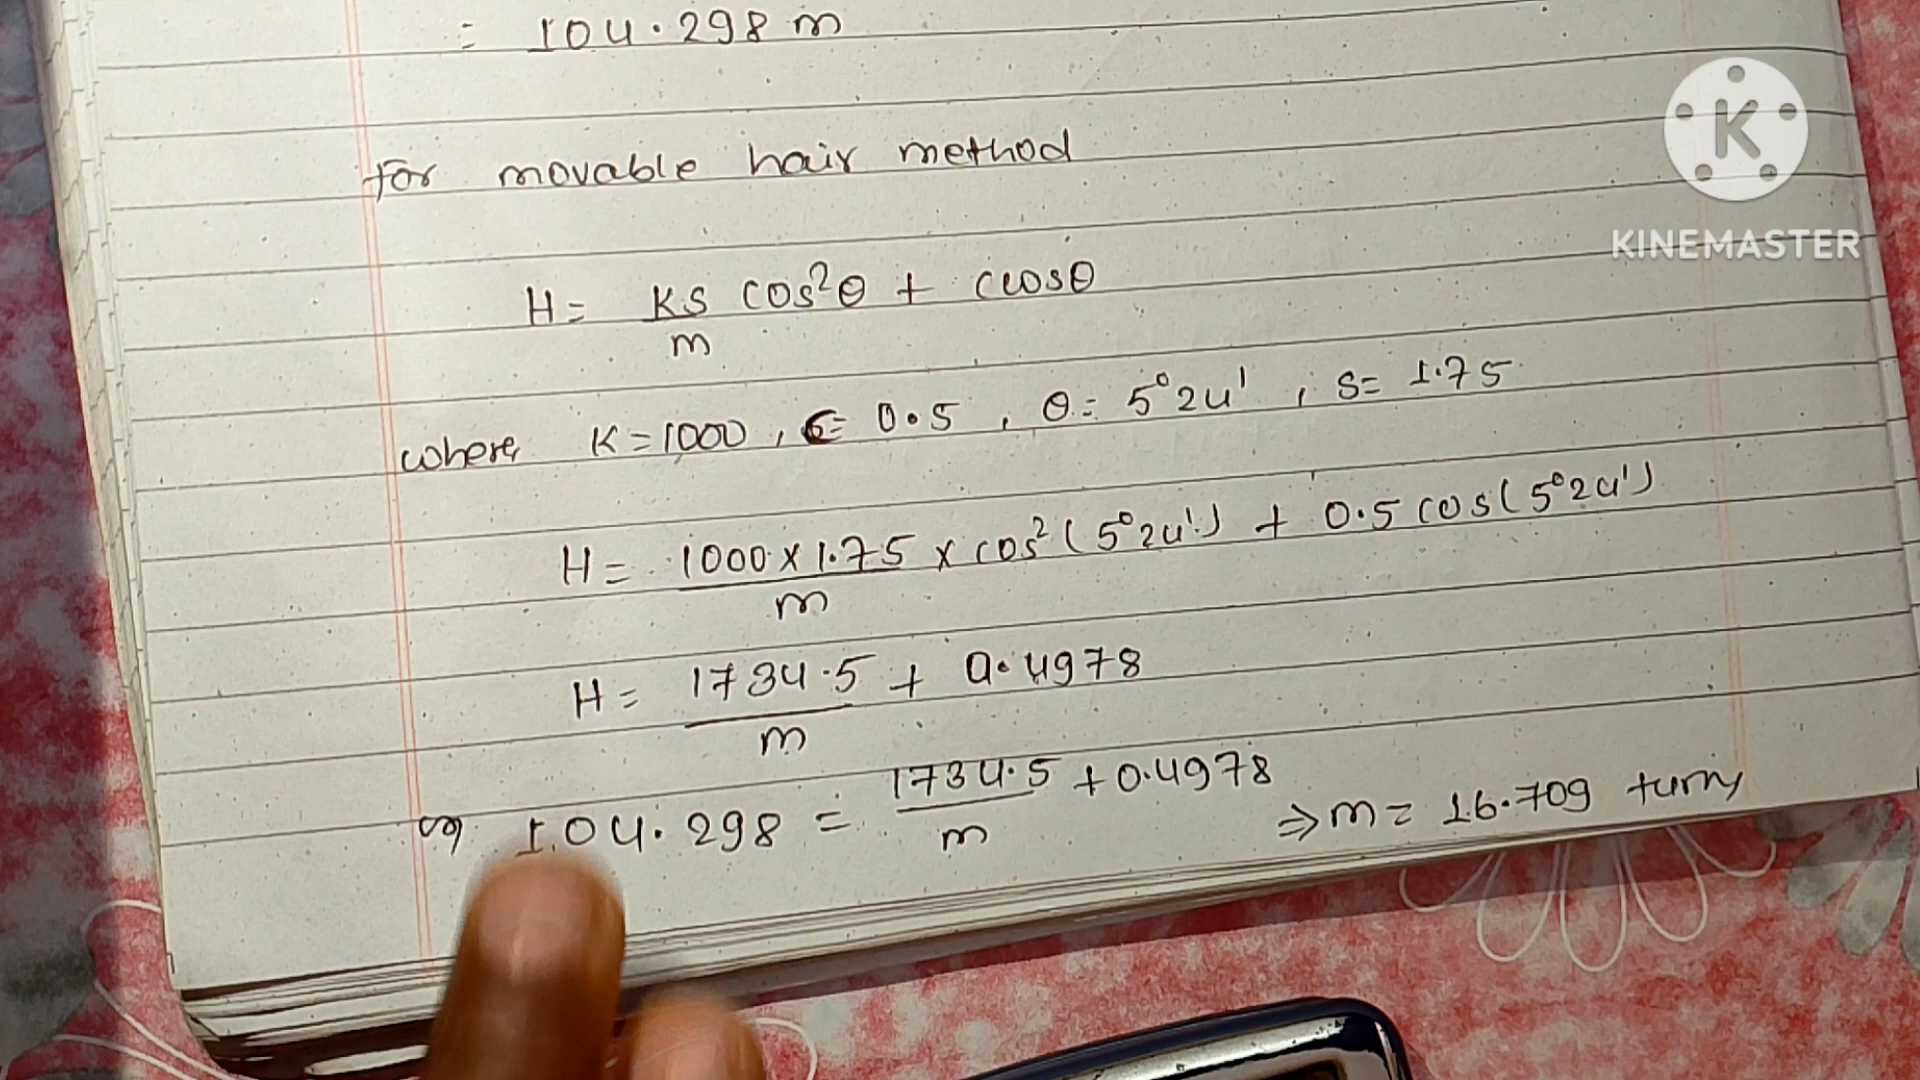 = 104.298 m
for movable hair method
K
KINEMASTER
H = KS/m cos²θ + c cosθ
where, K = 1000, C = 0.5, θ = 5°24', S = 1.75
H = 1000 × 1.75/m × cos² (5°24') + 0.5 cos (5°24')
H = 1734.5/m + 0.4978
or 104.298 = 1734.5/m + 0.4978 ⇒ m = 16.709 turns